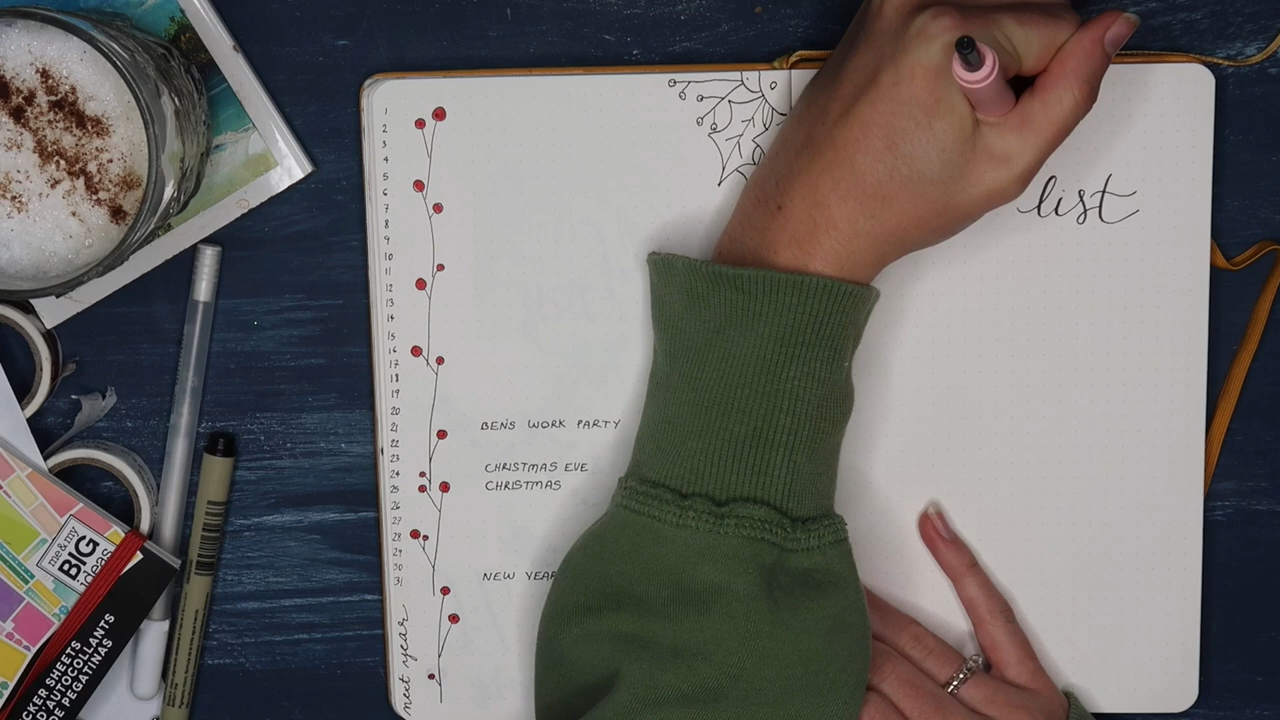 1
2
3
4
5
6
7
8
9
10
11
12
13
14
15
16
17
18
19
20
21
22
23
24
25
26
27
28
29
30
31
BEN'S WORK PARTY
CHRISTMAS EVE
CHRISTMAS
NEW YEAR
next year
list
me & my
BIG
ideas
CKER SHEETS
D'AUTOCOLLANTS
DE PEGATINAS